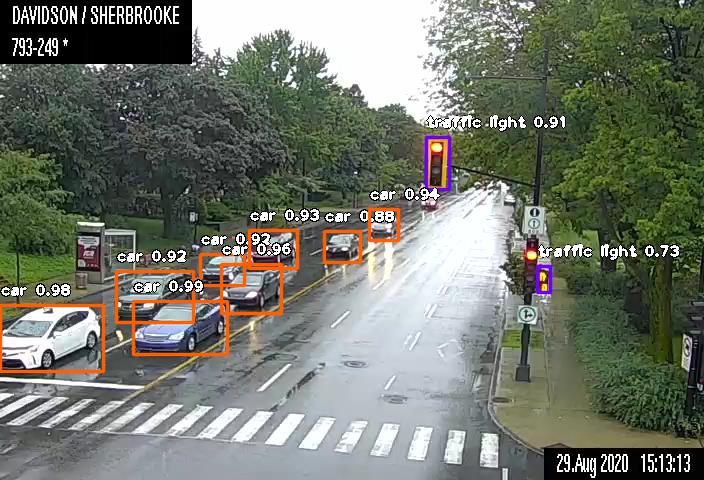 DAVIDSON / SHERBROOKE
793-249 *
traffic light 0.91
car 0.94
car 0.93
car 0.88
car 0.92
car 0.96
car 0.92
traffic light 0.73
car 0.98
car 0.99
29.Aug 2020 15:13:13